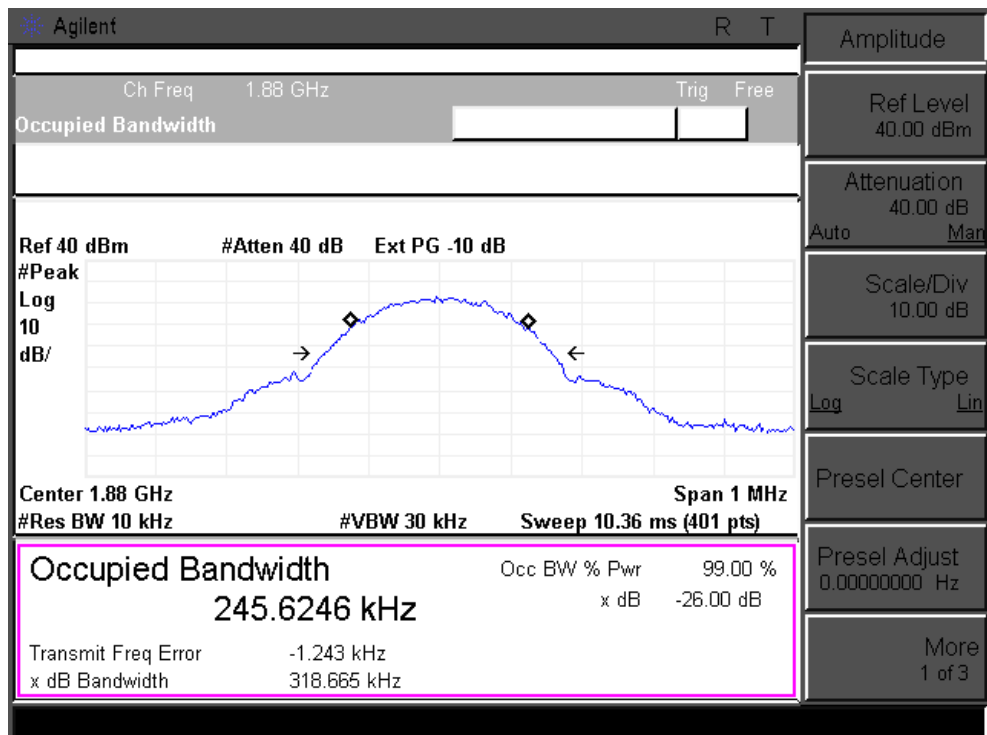 Agilent R T
Ch Freq 1.88 GHz Trig Free
Occupied Bandwidth
Ref 40 dBm #Atten 40 dB Ext PG -10 dB
#Peak
Log
10
dB/
Center 1.88 GHz Span 1 MHz
#Res BW 10 kHz #VBW 30 kHz Sweep 10.36 ms (401 pts)
Occupied Bandwidth
245.6246 kHz
Occ BW % Pwr 99.00 %
x dB -26.00 dB
Transmit Freq Error -1.243 kHz
x dB Bandwidth 318.665 kHz
Amplitude
Ref Level
40.00 dBm
Attenuation
40.00 dB
Auto Man
Scale/Div
10.00 dB
Scale Type
Log Lin
Presel Center
Presel Adjust
0.00000000 Hz
More
1 of 3